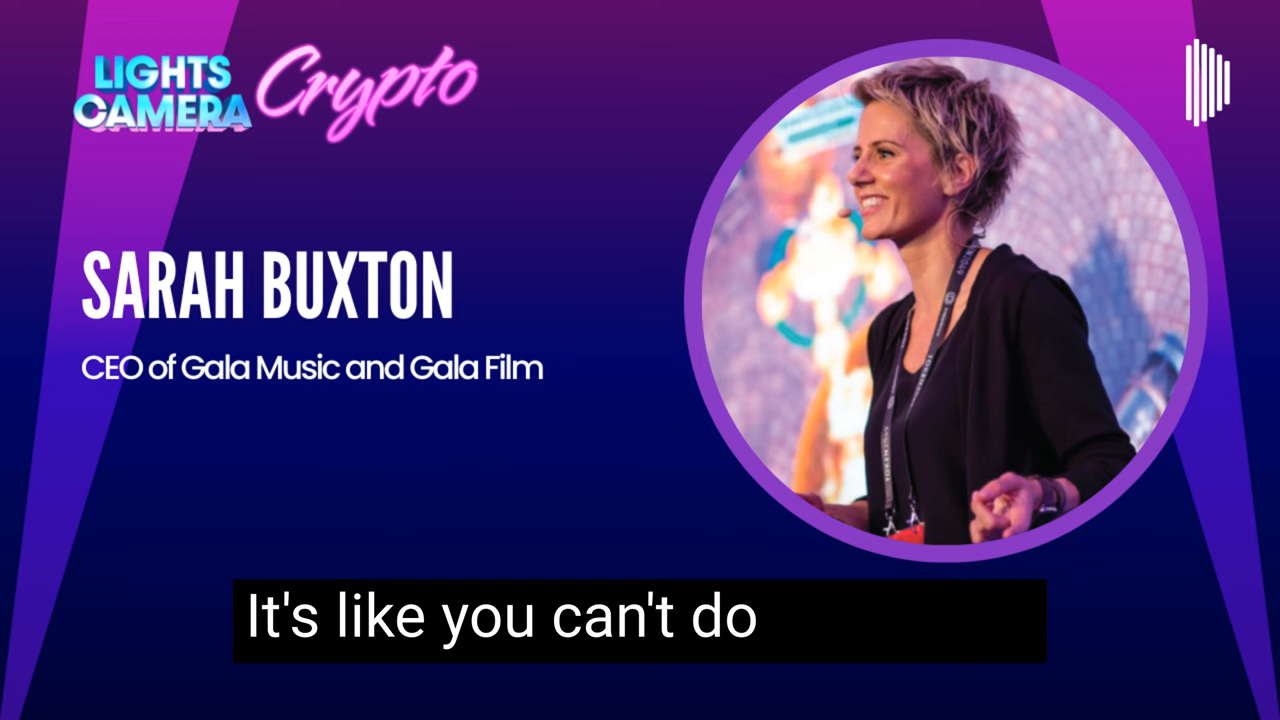 LIGHTS
CAMERA
Crypto
SARAH BUXTON
CEO of Gala Music and Gala Film
It's like you can't do